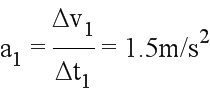 a₁ = Δv₁/Δt₁ = 1.5m/s²